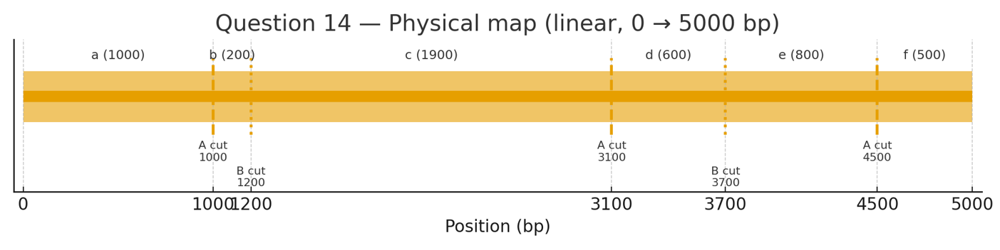 Question 14 — Physical map (linear, 0 → 5000 bp)
a (1000) b (200) c (1900) d (600) e (800) f (500)
A cut
1000
B cut
1200
A cut
3100
B cut
3700
A cut
4500
0 1000 1200 3100 3700 4500 5000
Position (bp)